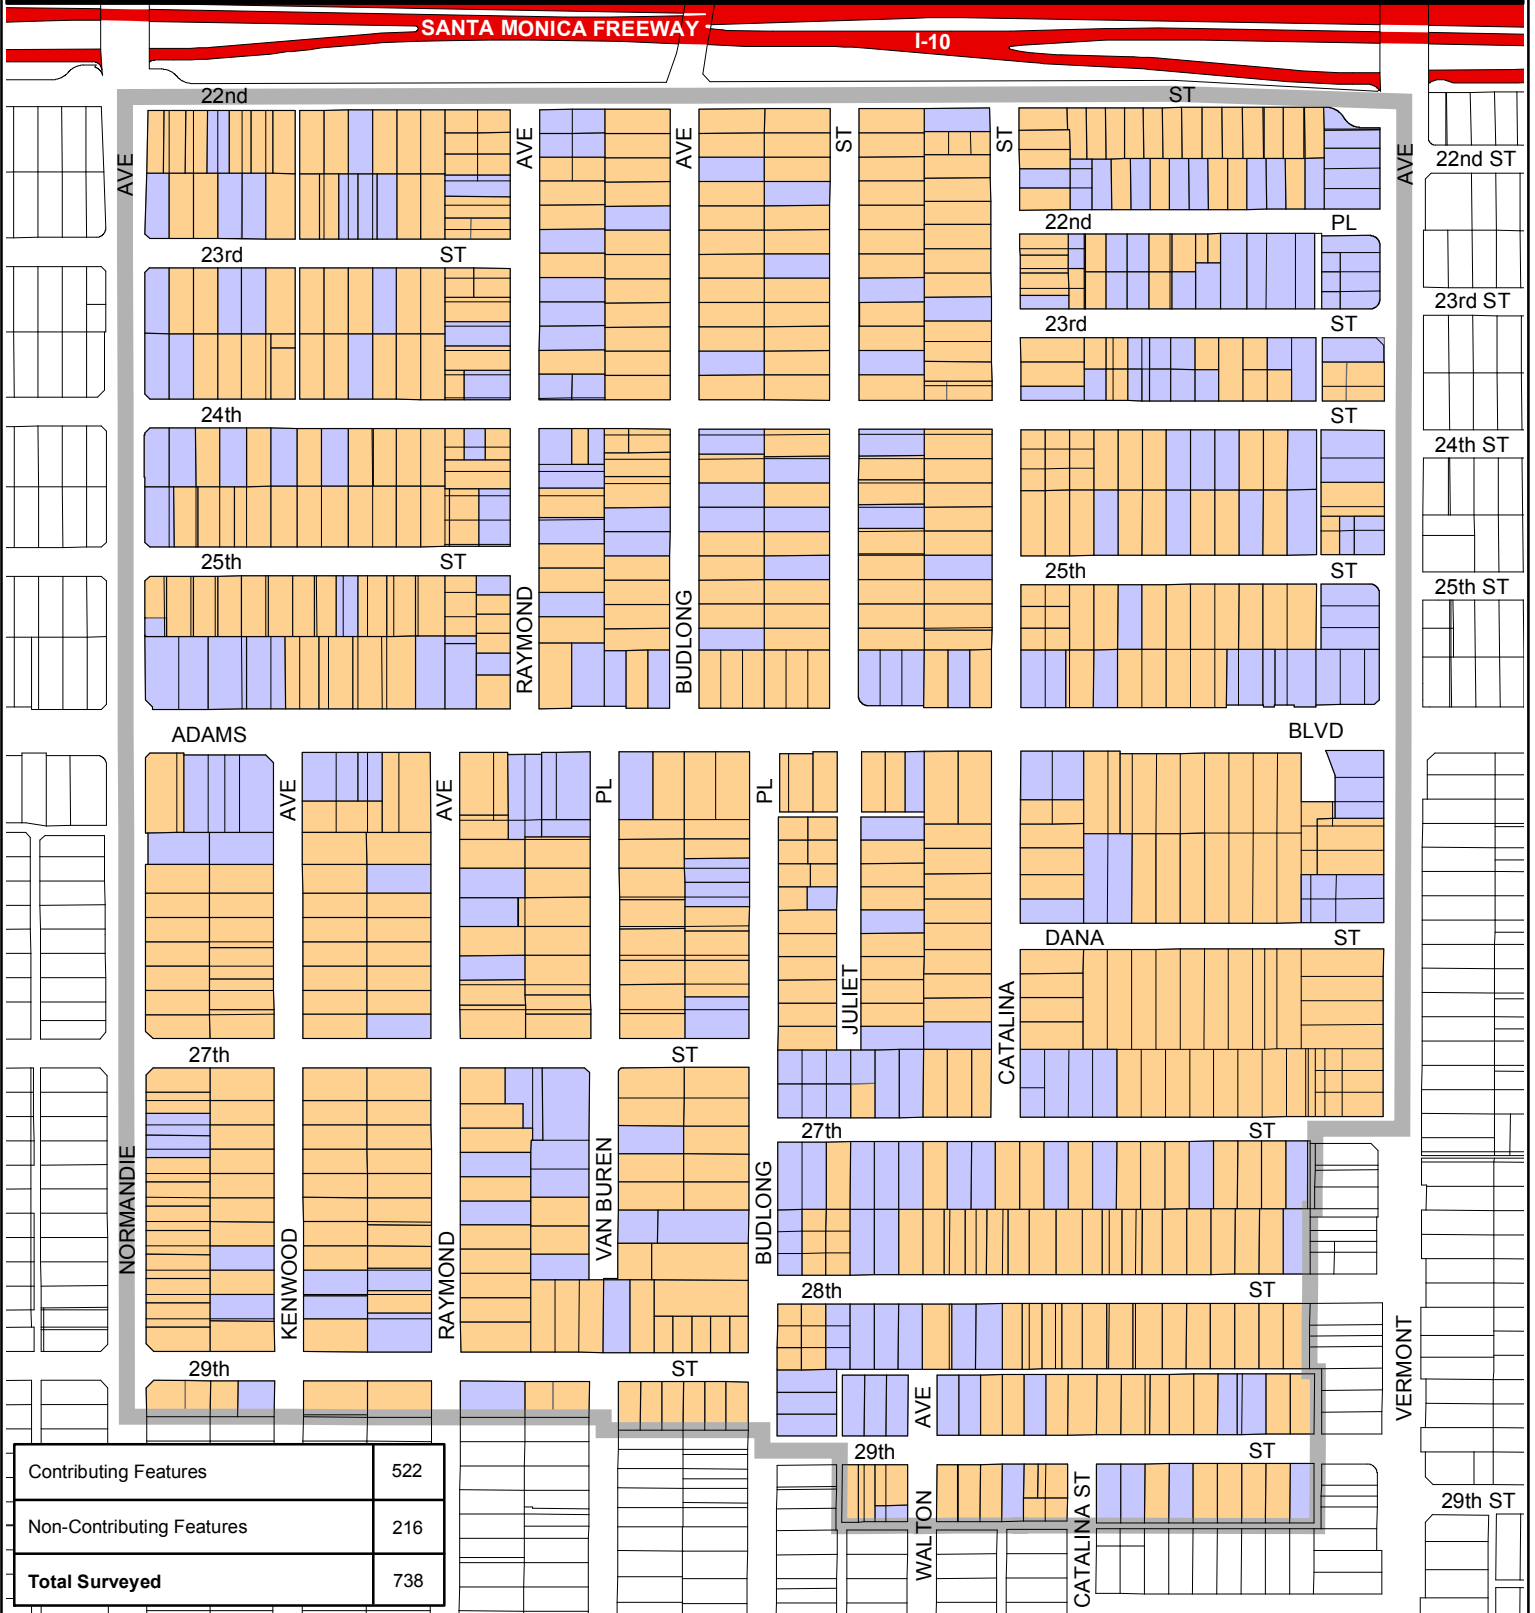 SANTA MONICA FREEWAY
I-10
22nd ST
AVE
AVE
AVE
ST
ST
AVE
22nd ST
22nd PL
23rd ST
23rd ST
23rd ST
24th ST
24th ST
25th ST
25th ST
25th ST
RAYMOND
BUDLONG
ADAMS BLVD
AVE
AVE
PL
PL
DANA ST
JULIET
CATALINA
27th ST
27th ST
NORMANDIE
KENWOOD
RAYMOND
VAN BUREN
BUDLONG
28th ST
VERMONT
29th ST
AVE
29th ST
29th ST
WALTON
CATALINA ST
Contributing Features 522
Non-Contributing Features 216
Total Surveyed 738